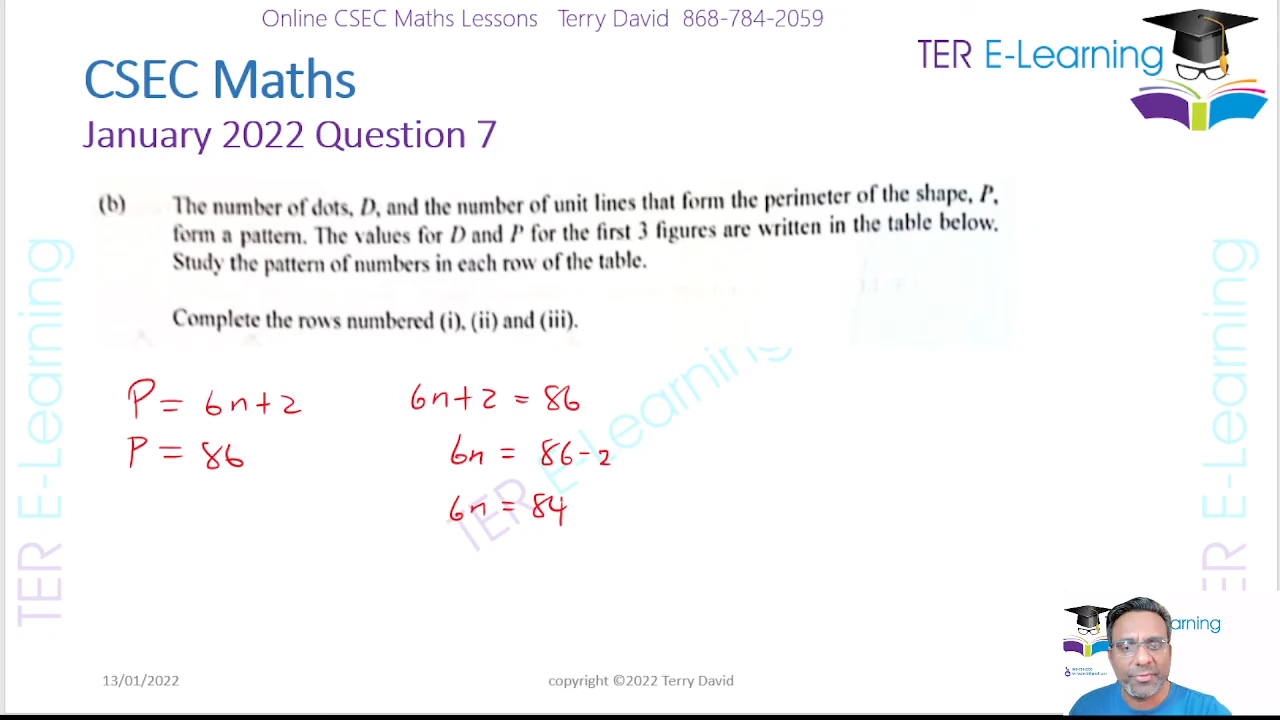 Online CSEC Maths Lessons Terry David 868-784-2059
TER E-Learning
CSEC Maths
January 2022 Question 7
(b) The number of dots, D, and the number of unit lines that form the perimeter of the shape, P,
form a pattern. The values for D and P for the first 3 figures are written in the table below.
Study the pattern of numbers in each row of the table.
Complete the rows numbered (i), (ii) and (iii).
P = 6n+2
6n+2 = 86
P = 86
6n = 86-2
6n = 84
TER E-Learning
TER E-Learning
TER E-Learning
arning
13/01/2022
copyright ©2022 Terry David